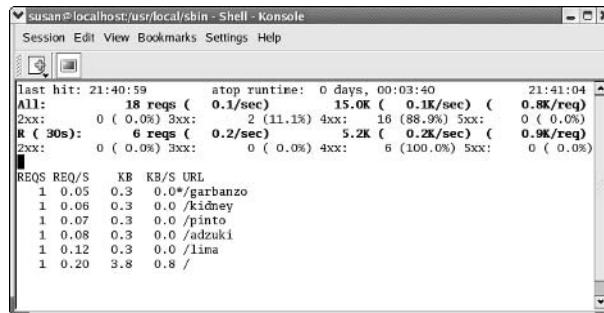 susan@localhost:/usr/local/sbin - Shell - Konsole
Session Edit View Bookmarks Settings Help
last hit: 21:40:59 atop runtime: 0 days, 00:03:40 21:41:04
All: 18 reqs ( 0.1/sec) 15.0K ( 0.1K/sec) ( 0.8K/req)
2xx: 0 ( 0.0%) 3xx: 2 (11.1%) 4xx: 16 (88.9%) 5xx: 0 ( 0.0%)
R ( 30s): 6 reqs ( 0.2/sec) 5.2K ( 0.2K/sec) ( 0.9K/req)
2xx: 0 ( 0.0%) 3xx: 0 ( 0.0%) 4xx: 6 (100.0%) 5xx: 0 ( 0.0%)
REQS REQ/S KB KB/S URL
1 0.05 0.3 0.0*/garbanzo
1 0.06 0.3 0.0 /kidney
1 0.07 0.3 0.0 /pinto
1 0.08 0.3 0.0 /adzuki
1 0.12 0.3 0.0 /lima
1 0.20 3.8 0.8 /